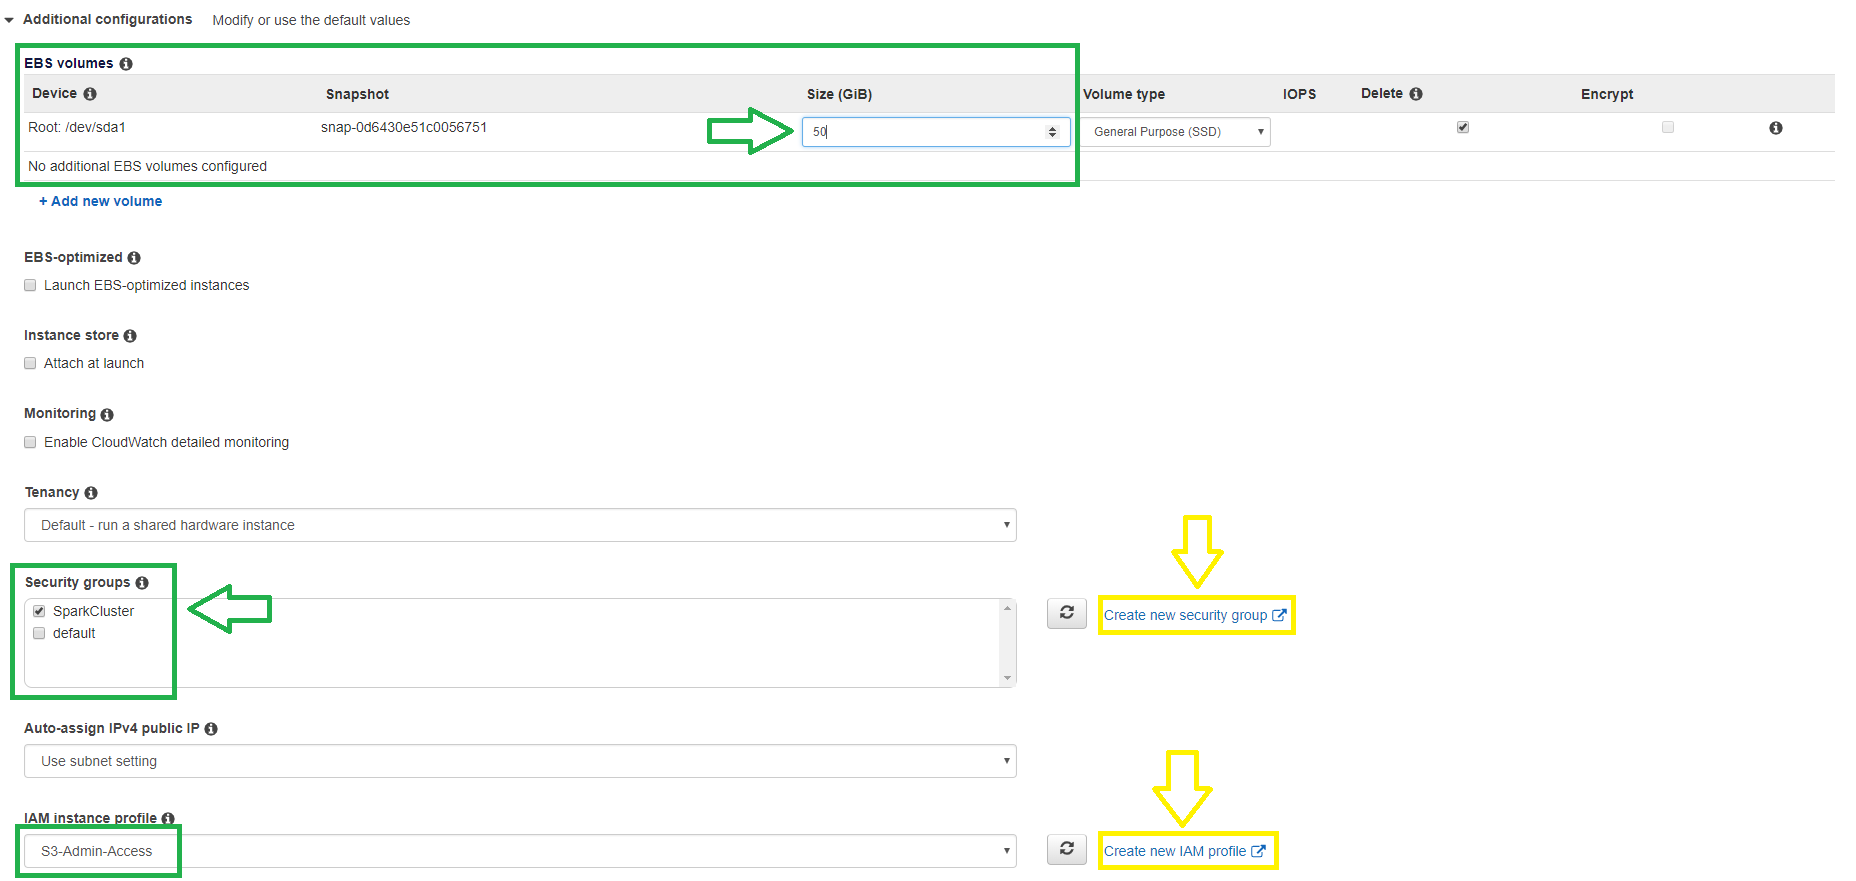 Additional configurations Modify or use the default values
EBS volumes
Device Snapshot Size (GiB) Volume type IOPS Delete Encrypt
Root: /dev/sda1 snap-0d6430e51c0056751 50 General Purpose (SSD)
No additional EBS volumes configured
+ Add new volume
EBS-optimized
Launch EBS-optimized instances
Instance store
Attach at launch
Monitoring
Enable CloudWatch detailed monitoring
Tenancy
Default - run a shared hardware instance
Security groups
SparkCluster
Create new security group
default
Auto-assign IPv4 public IP
Use subnet setting
IAM instance profile
S3-Admin-Access Create new IAM profile